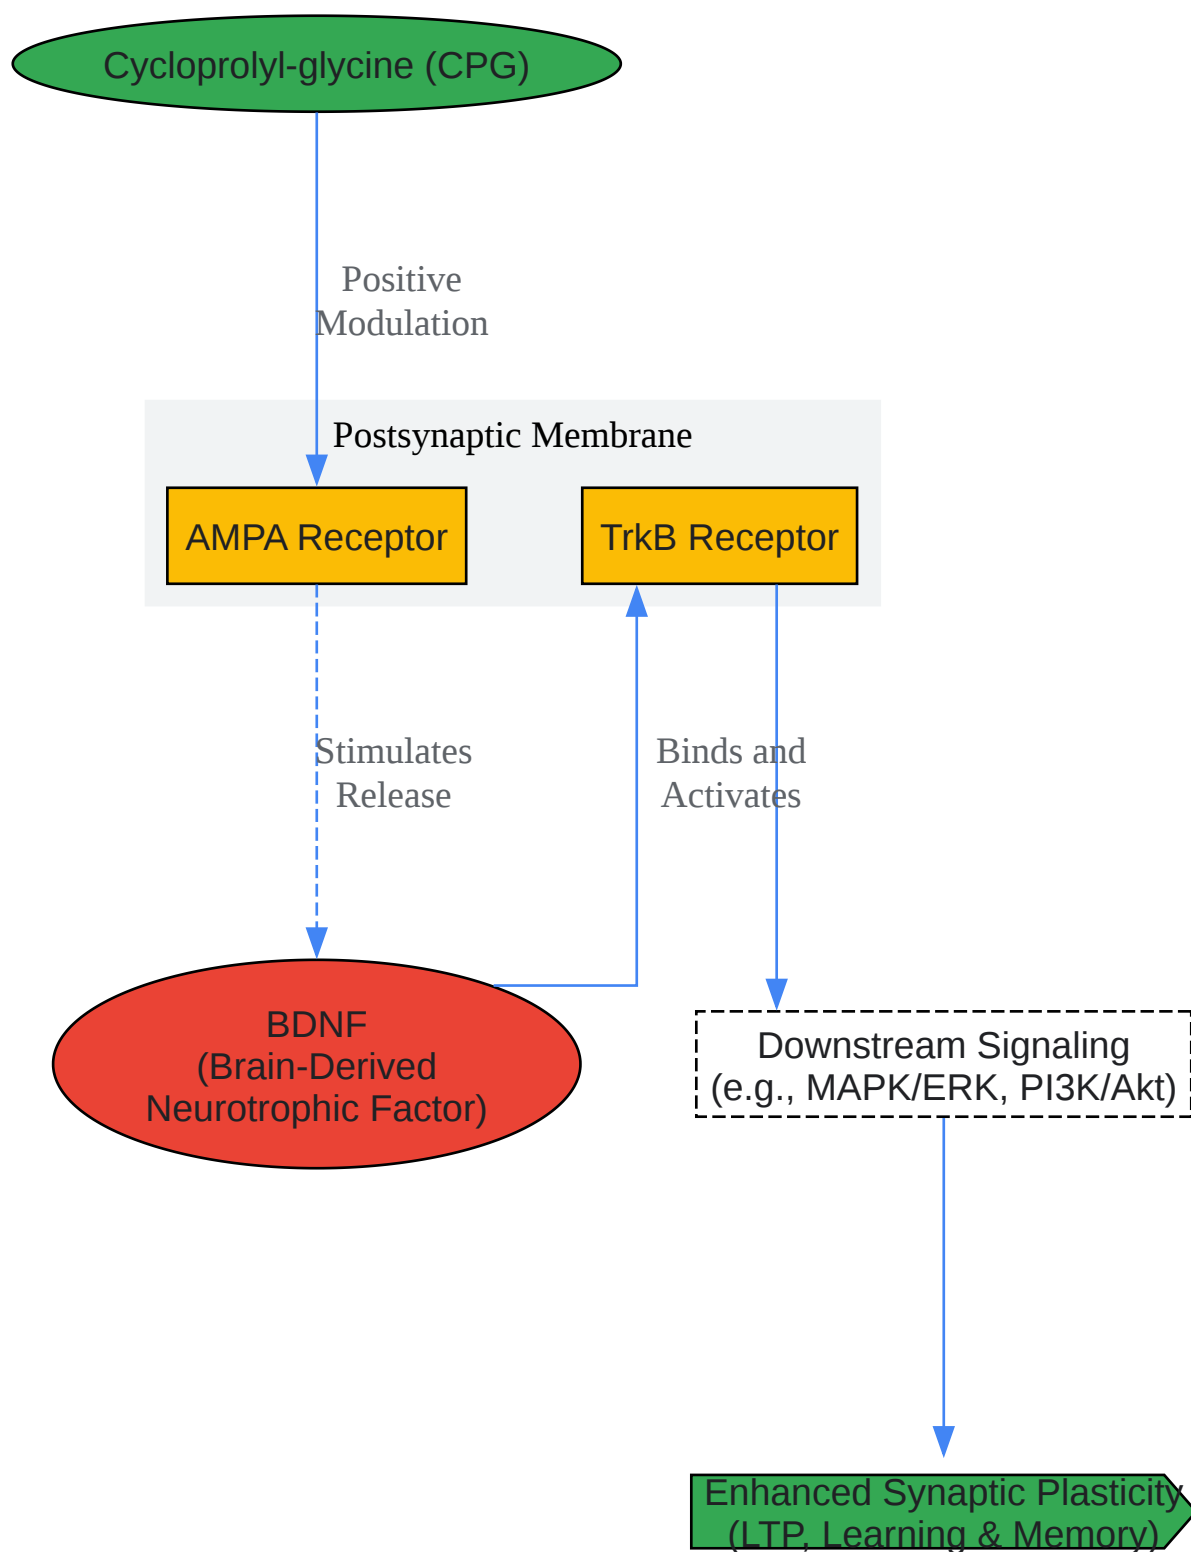 Cycloprolyl-glycine (CPG)
Positive
Modulation
Postsynaptic Membrane
AMPA Receptor
TrkB Receptor
Stimulates
Release
Binds and
Activates
BDNF
(Brain-Derived
Neurotrophic Factor)
Downstream Signaling
(e.g., MAPK/ERK, PI3K/Akt)
Enhanced Synaptic Plasticity
(LTP, Learning & Memory)